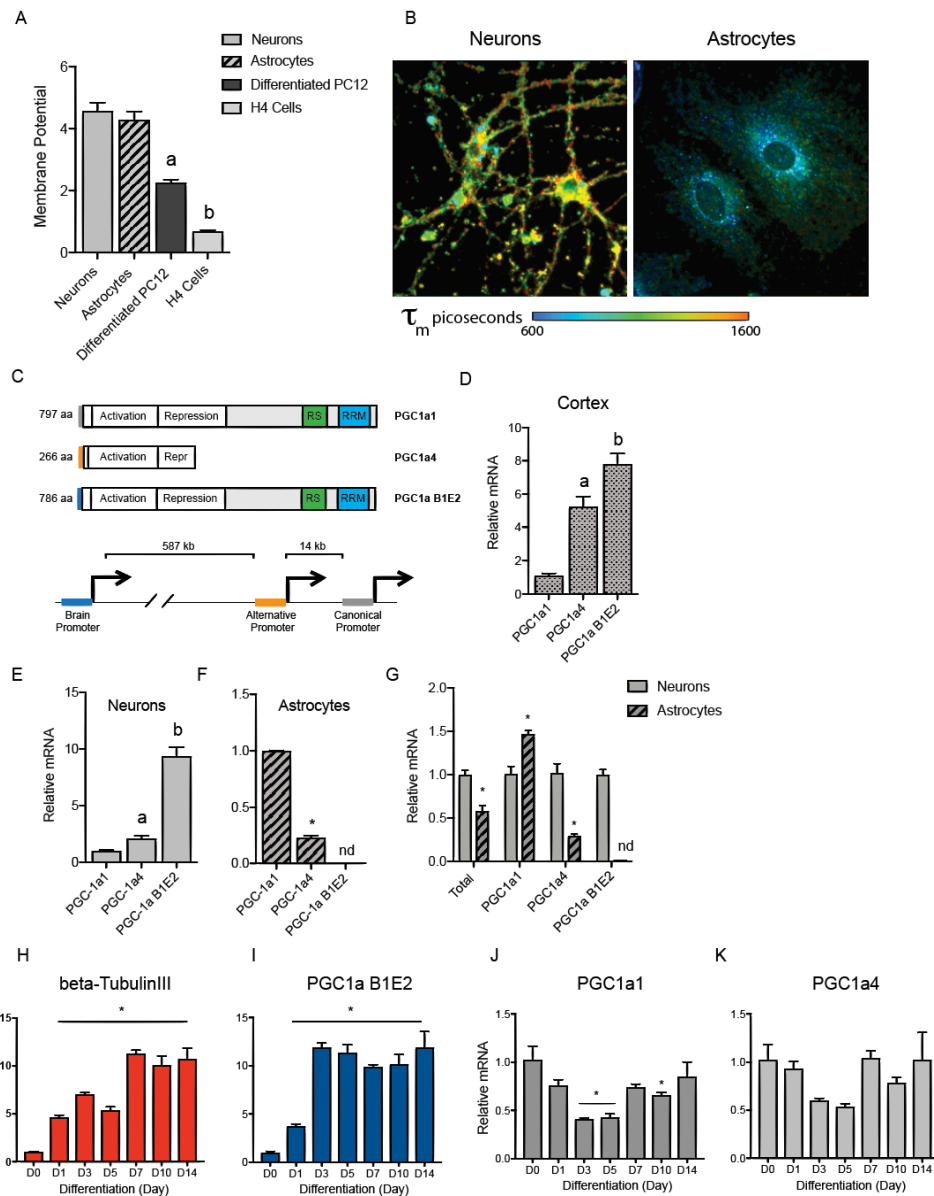 A
Neurons
Astrocytes
Differentiated PC12
H4 Cells
Membrane Potential
6
4
2
0
a
b
Neurons
Astrocytes
Differentiated PC12
H4 Cells
B
Neurons
Astrocytes
τm picoseconds
600
1600
C
797 aa
Activation
Repression
RS
RRM
PGC1a1
266 aa
Activation
Repr
PGC1a4
786 aa
Activation
Repression
RS
RRM
PGC1a B1E2
587 kb
14 kb
Brain
Promoter
Alternative
Promoter
Canonical
Promoter
D
Cortex
Relative mRNA
10
8
6
4
2
0
a
b
PGC1a1
PGC1a4
PGC1a B1E2
E
Neurons
Relative mRNA
15
10
5
0
a
b
PGC-1a1
PGC-1a4
PGC-1a B1E2
F
Astrocytes
1.5
1.0
0.5
0.0
*
nd
PGC-1a1
PGC-1a4
PGC-1a B1E2
G
Neurons
Astrocytes
Relative mRNA
2.0
1.5
1.0
0.5
0.0
*
*
*
nd
Total
PGC1a1
PGC1a4
PGC1a B1E2
H
beta-TubulinIII
15
10
5
0
*
D0 D1 D3 D5 D7 D10 D14
Differentiation (Day)
I
PGC1a B1E2
15
10
5
0
*
D0 D1 D3 D5 D7 D10 D14
Differentiation (Day)
J
PGC1a1
Relative mRNA
1.5
1.0
0.5
0.0
*
*
D0 D1 D3 D5 D7 D10 D14
Differentiation (Day)
K
PGC1a4
1.5
1.0
0.5
0.0
D0 D1 D3 D5 D7 D10 D14
Differentiation (Day)